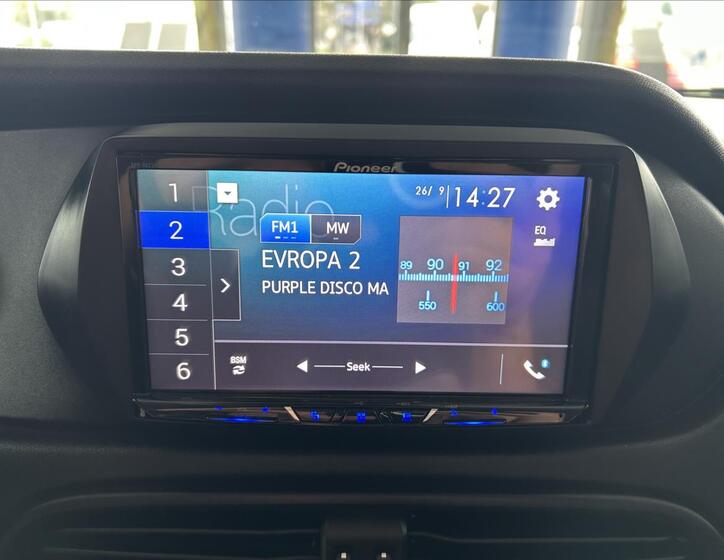 Pioneer
Radio
26/ 9 14:27
EQ
1
2
3
4
5
6
FM1 MW
EVROPA 2
PURPLE DISCO MA
89 90 91 92
550 600
BSM
Seek